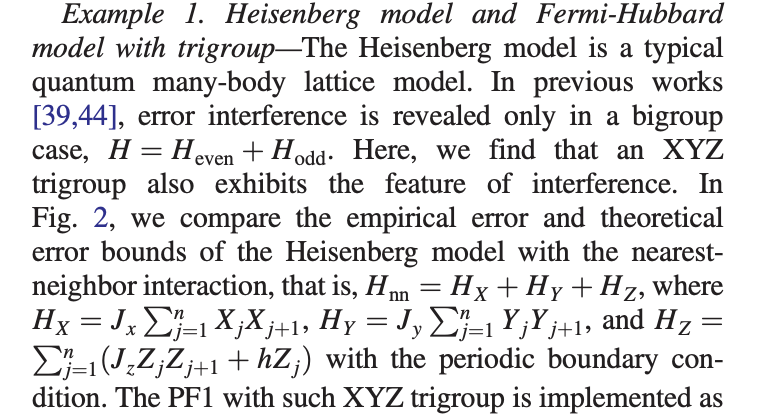 Example 1. Heisenberg model and Fermi-Hubbard
model with trigroup—The Heisenberg model is a typical
quantum many-body lattice model. In previous works
[39,44], error interference is revealed only in a bigroup
case, H = H_even + H_odd. Here, we find that an XYZ
trigroup also exhibits the feature of interference. In
Fig. 2, we compare the empirical error and theoretical
error bounds of the Heisenberg model with the nearest-
neighbor interaction, that is, H_nn = H_X + H_Y + H_Z, where
H_X = J_x ∑_{j=1}^n X_jX_{j+1}, H_Y = J_y ∑_{j=1}^n Y_jY_{j+1}, and H_Z =
∑_{j=1}^n (J_zZ_jZ_{j+1} + hZ_j) with the periodic boundary con-
dition. The PF1 with such XYZ trigroup is implemented as